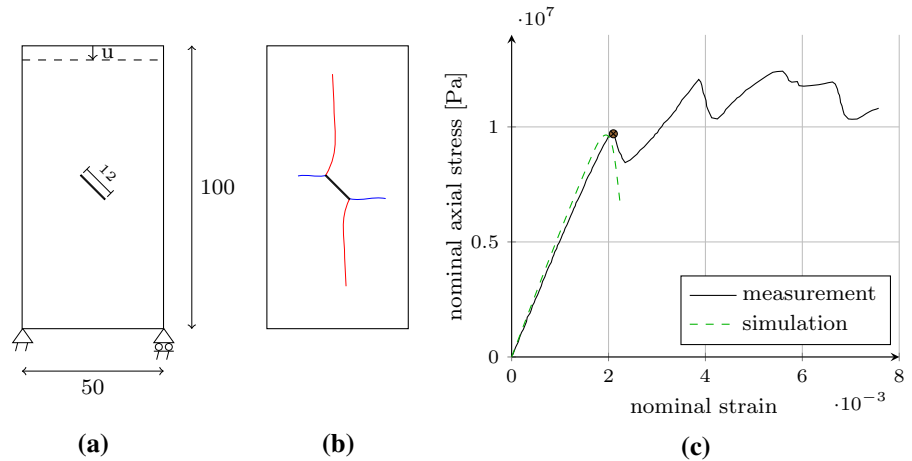 u
12
100
50
(a)
(b)
·10^7
nominal axial stress [Pa]
1
0.5
0
0 2 4 6 8
·10^−3
nominal strain
measurement
simulation
(c)